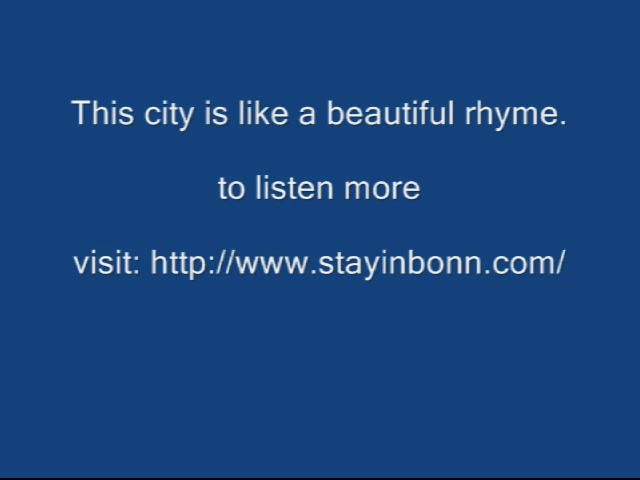 This city is like a beautiful rhyme.
to listen more
visit: http://www.stayinbonn.com/